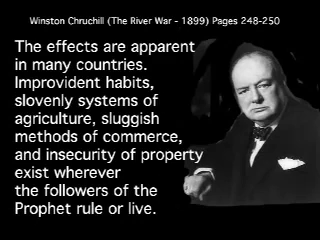 Winston Chruchill (The River War - 1899) Pages 248-250
The effects are apparent
in many countries.
Improvident habits,
slovenly systems of
agriculture, sluggish
methods of commerce,
and insecurity of property
exist wherever
the followers of the
Prophet rule or live.